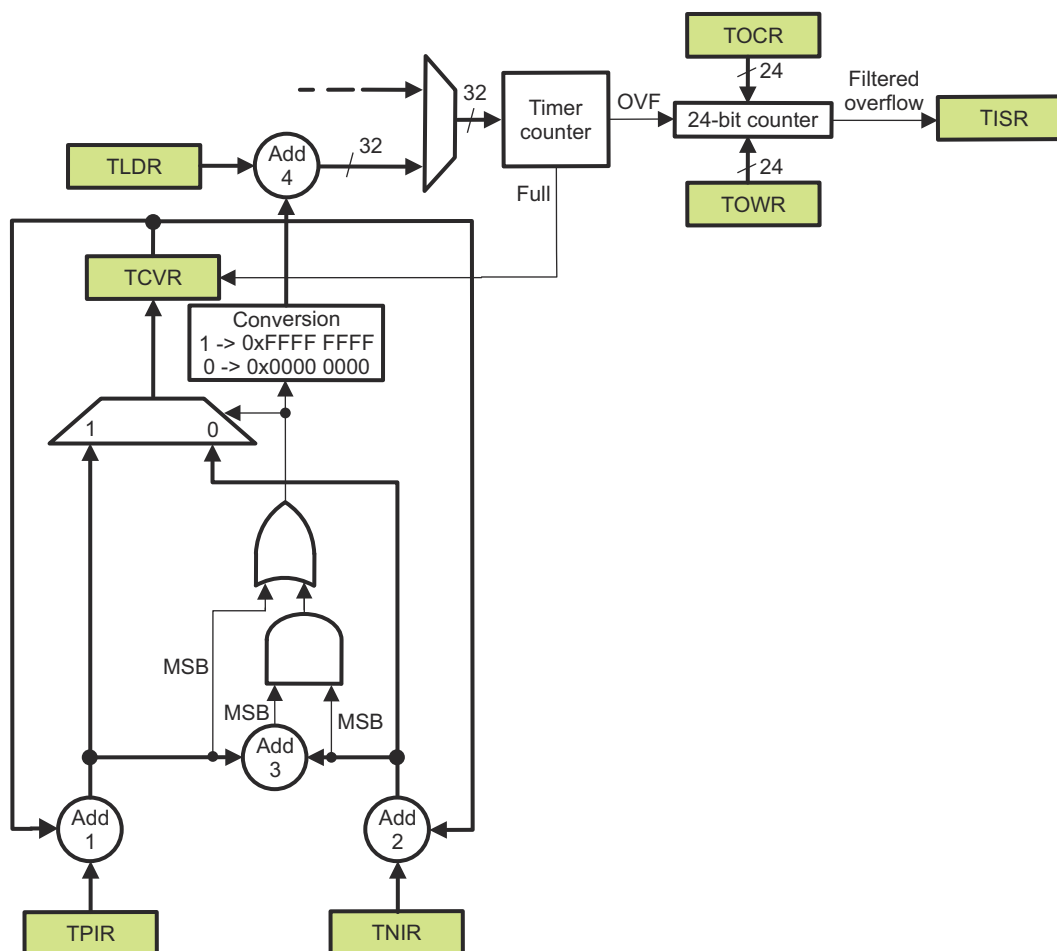 TOCR
24
32
Timer
counter
OVF
24-bit counter
Filtered
overflow
TISR
TLDR
Add
4
32
Full
24
TOWR
TCVR
Conversion
1 -> 0xFFFF FFFF
0 -> 0x0000 0000
1
0
MSB
MSB
MSB
Add
3
Add
1
Add
2
TPIR
TNIR